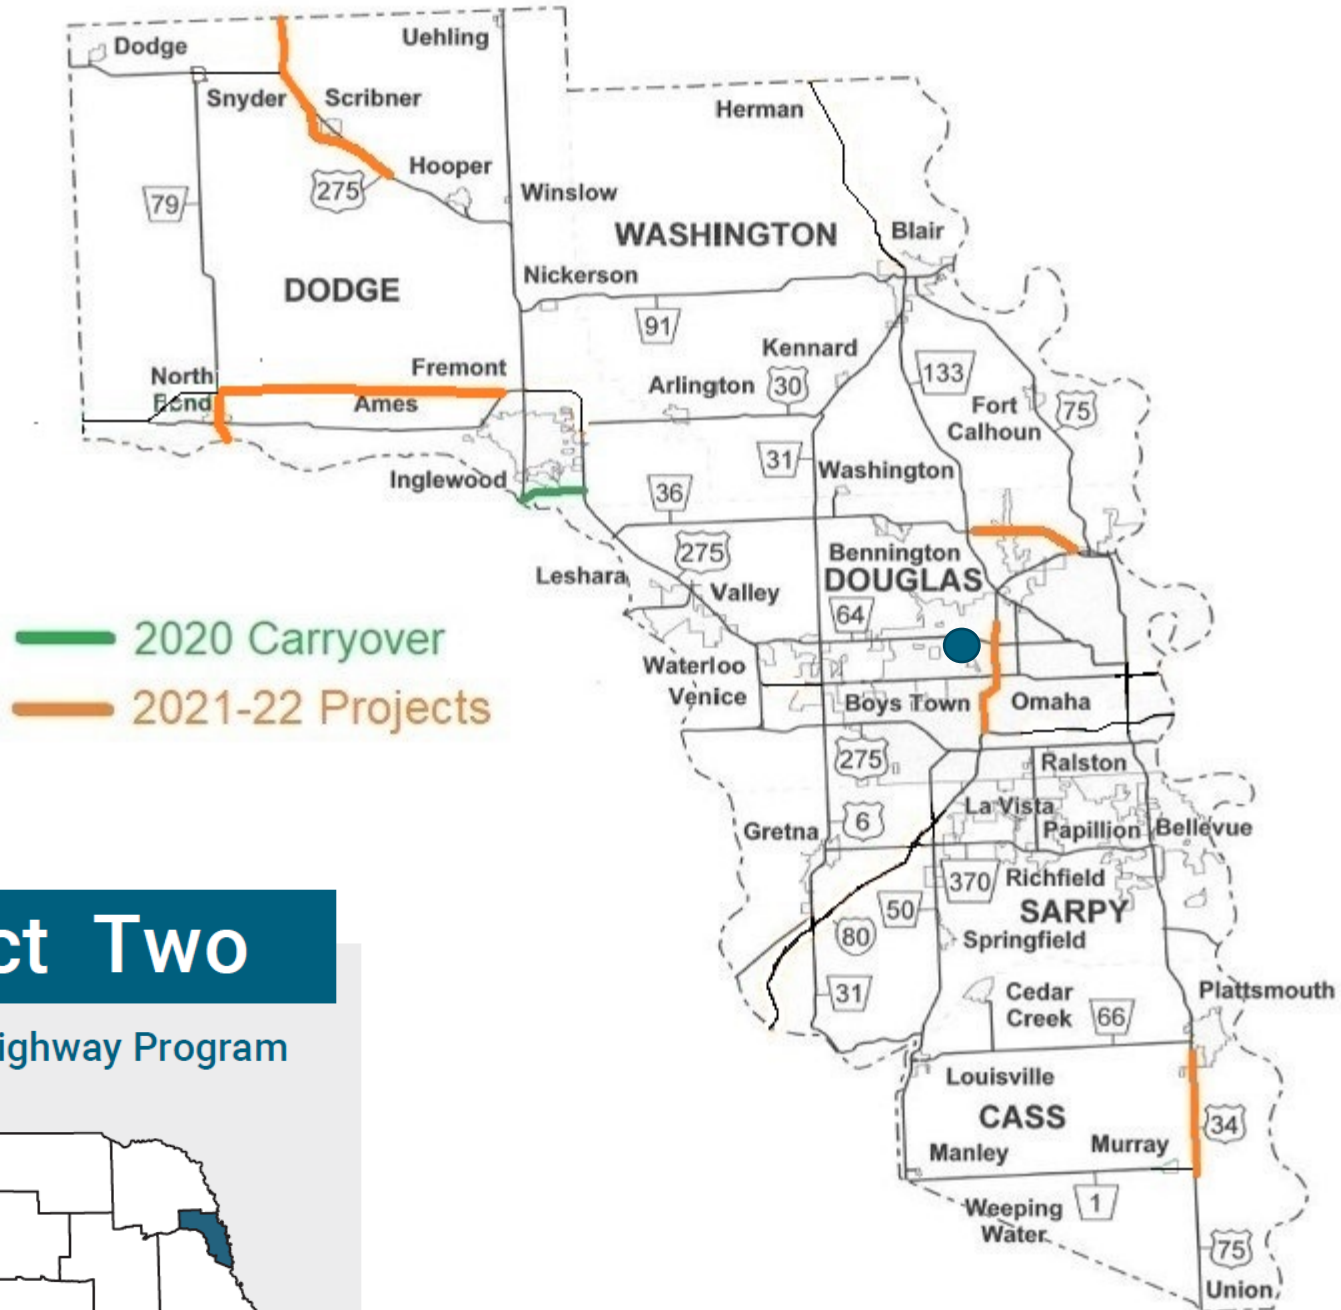 Dodge
Uehling
Snyder
Scribner
Herman
Hooper
275
79
Winslow
WASHINGTON
Blair
Nickerson
DODGE
91
Kennard
Fremont
North
Bend
Ames
Arlington
30
133
Fort
Calhoun
75
31
Washington
Inglewood
36
275
Bennington
Leshara
DOUGLAS
Valley
64
2020 Carryover
Waterloo
Venice
2021-22 Projects
Boys Town
Omaha
275
Ralston
La Vista
Gretna
6
Papillion
Bellevue
370
Richfield
50
SARPY
80
Springfield
ct Two
31
Cedar
Creek
66
Plattsmouth
ighway Program
Louisville
CASS
34
Manley
Murray
Weeping
Water
1
75
Union